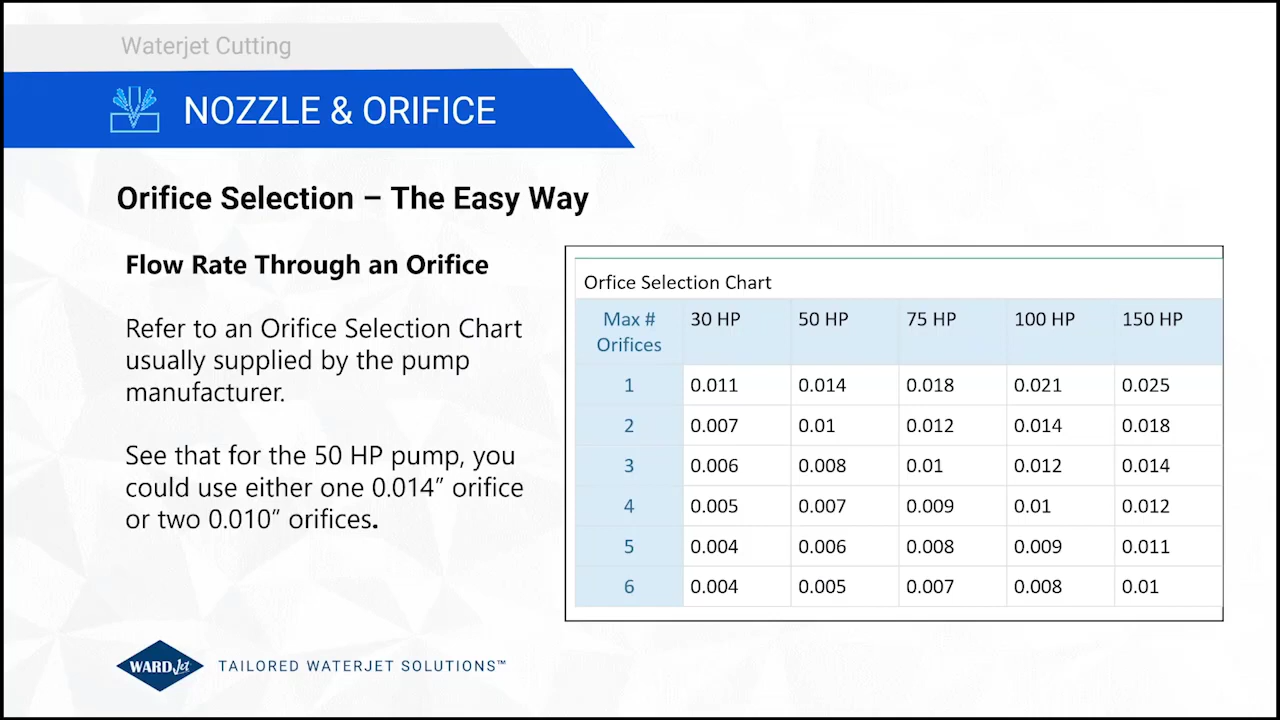 Waterjet Cutting
NOZZLE & ORIFICE
Orifice Selection – The Easy Way
Flow Rate Through an Orifice
Refer to an Orifice Selection Chart
usually supplied by the pump
manufacturer.
See that for the 50 HP pump, you
could use either one 0.014” orifice
or two 0.010” orifices.
Orfice Selection Chart
Max # Orifices 30 HP 50 HP 75 HP 100 HP 150 HP
1 0.011 0.014 0.018 0.021 0.025
2 0.007 0.01 0.012 0.014 0.018
3 0.006 0.008 0.01 0.012 0.014
4 0.005 0.007 0.009 0.01 0.012
5 0.004 0.006 0.008 0.009 0.011
6 0.004 0.005 0.007 0.008 0.01
WARDJet TAILORED WATERJET SOLUTIONS™